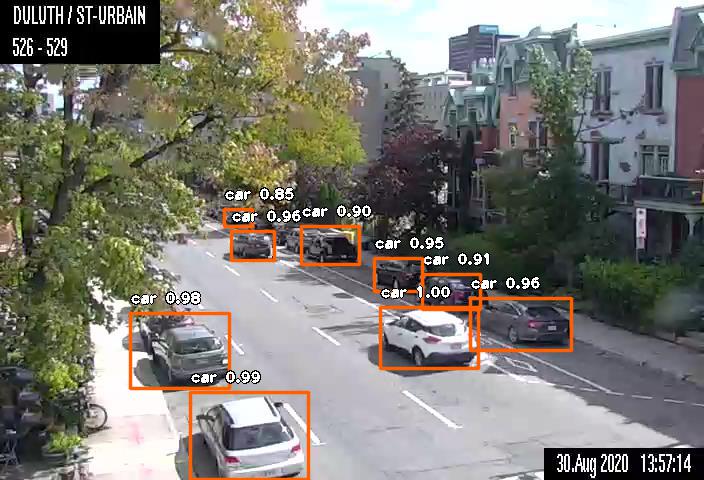 DULUTH / ST-URBAIN
526 - 529
car 0.85
car 0.96
car 0.90
car 0.95
car 0.91
car 1.00
car 0.96
car 0.98
car 0.99
30.Aug 2020 13:57:14